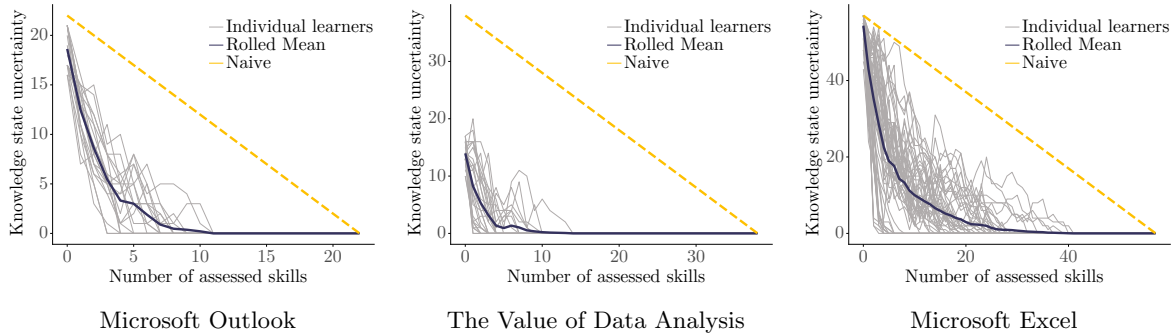 Knowledge state uncertainty
20
15
10
5
0
0
5
10
15
20
Number of assessed skills
Individual learners
Rolled Mean
Naive
Microsoft Outlook
Knowledge state uncertainty
30
20
10
0
0
10
20
30
Number of assessed skills
Individual learners
Rolled Mean
Naive
The Value of Data Analysis
Knowledge state uncertainty
40
20
0
0
20
40
Number of assessed skills
Individual learners
Rolled Mean
Naive
Microsoft Excel